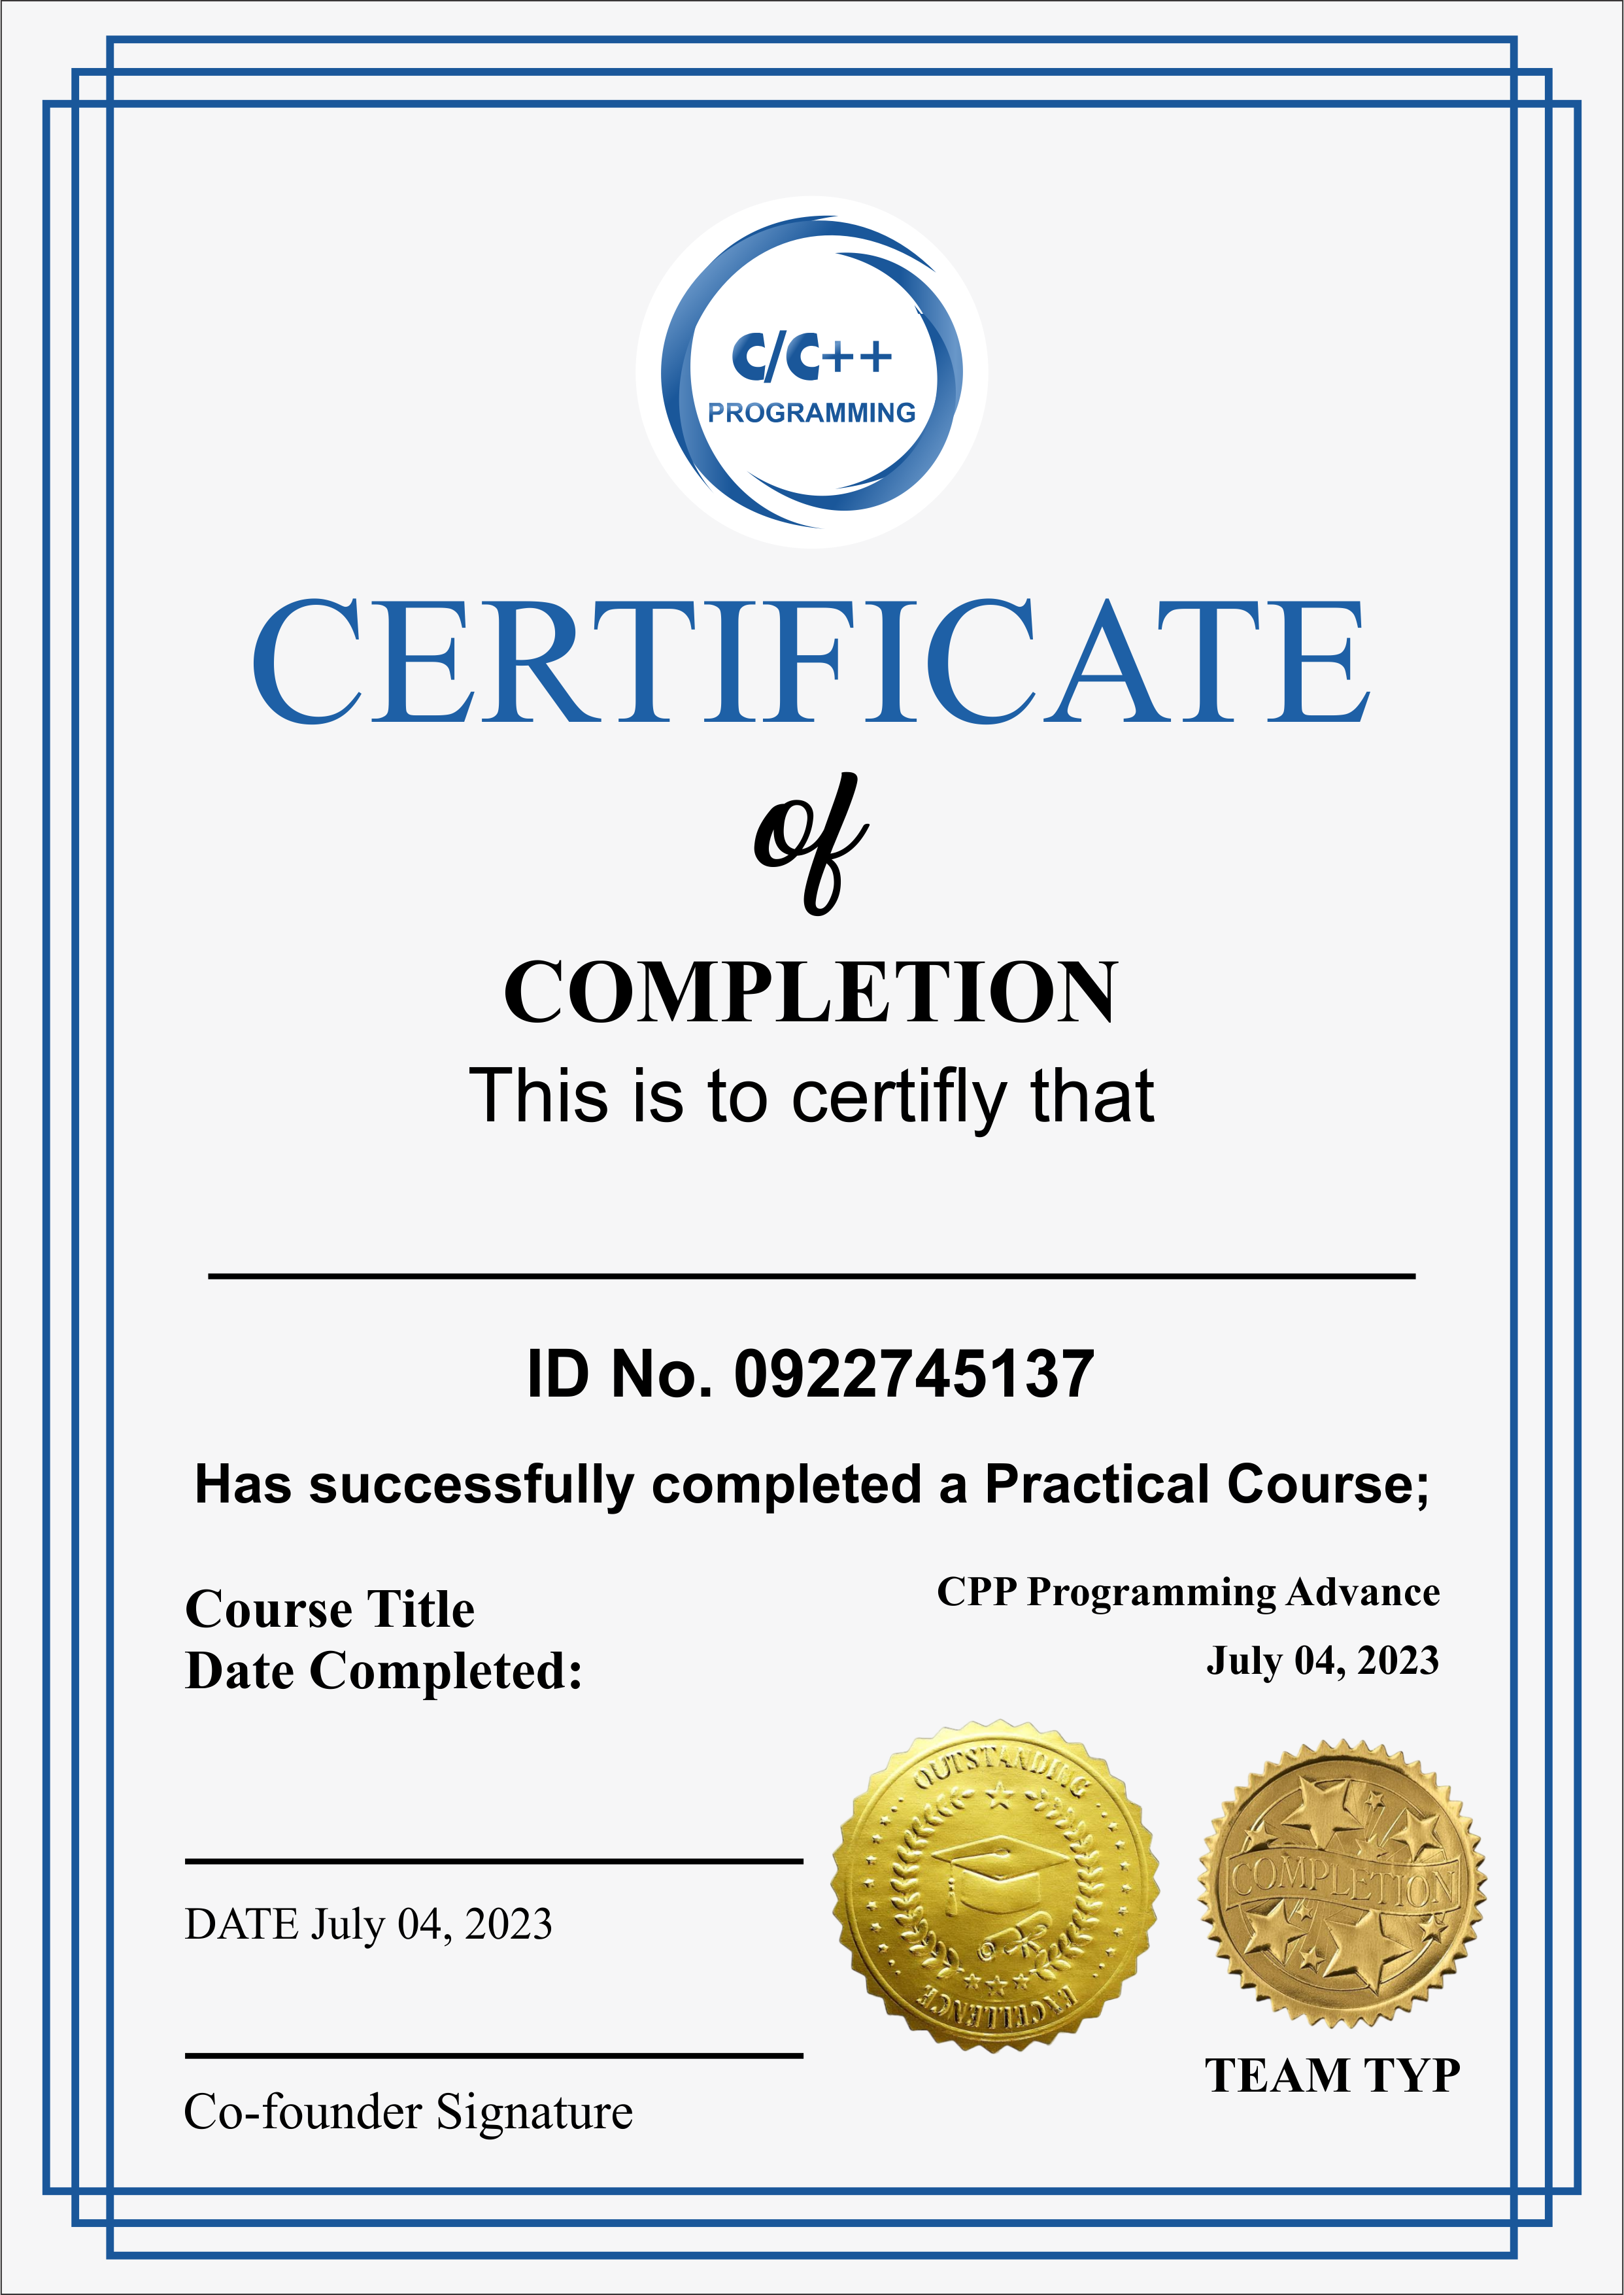 C/C++
PROGRAMMING
CERTIFICATE
of
COMPLETION
This is to certifly that
ID No. 0922745137
Has successfully completed a Practical Course;
Course Title
CPP Programming Advance
Date Completed:
July 04, 2023
OUTSTANDING
EXCELLENCE
COMPLETION
DATE July 04, 2023
TEAM TYP
Co-founder Signature